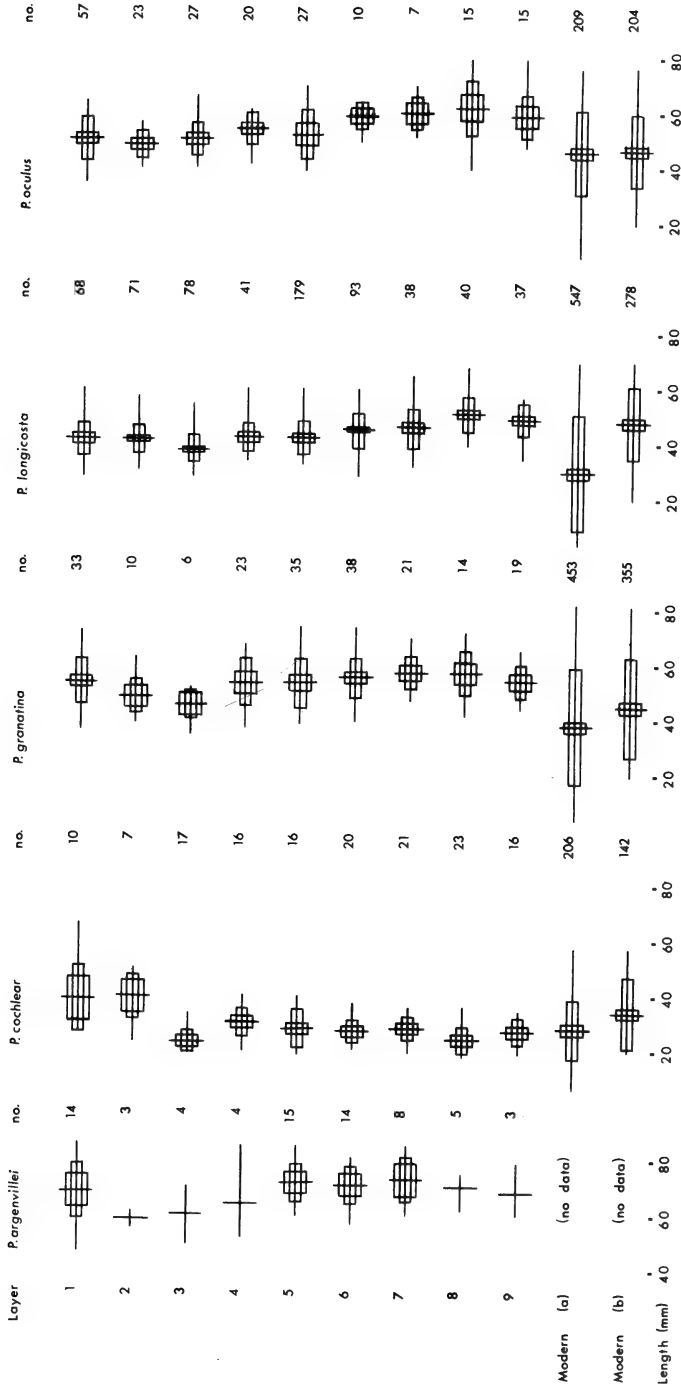 Layer P. argenvillei no. P. cochlear no. P. granatina no. P. longicosta no. P. oculus no.
1 14 10 33 68 57
2 3 7 10 71 23
3 4 17 6 78 27
4 4 16 23 41 20
5 15 16 35 179 27
6 14 20 38 93 10
7 8 21 21 38 7
8 5 23 14 40 15
9 3 16 19 37 15
Modern (a) (no data) 206 453 547 209
Modern (b) (no data) 142 355 278 204
Length (mm) 40 60 80 20 40 60 80 20 40 60 80 20 40 60 80 20 40 60 80